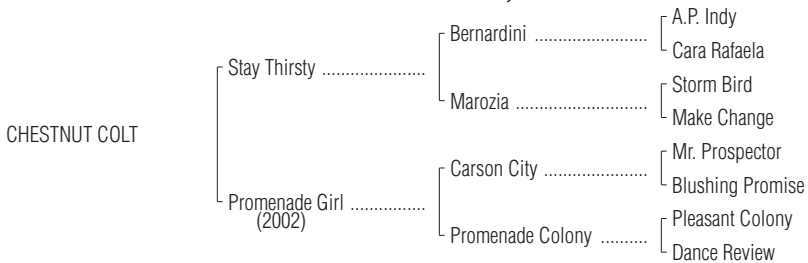 A.P. Indy
Bernardini ........................
Cara Rafaela
Stay Thirsty ......................
Storm Bird
Marozia ............................
Make Change
CHESTNUT COLT
Mr. Prospector
Carson City ......................
Blushing Promise
Promenade Girl ................
(2002)
Pleasant Colony
Promenade Colony ..........
Dance Review